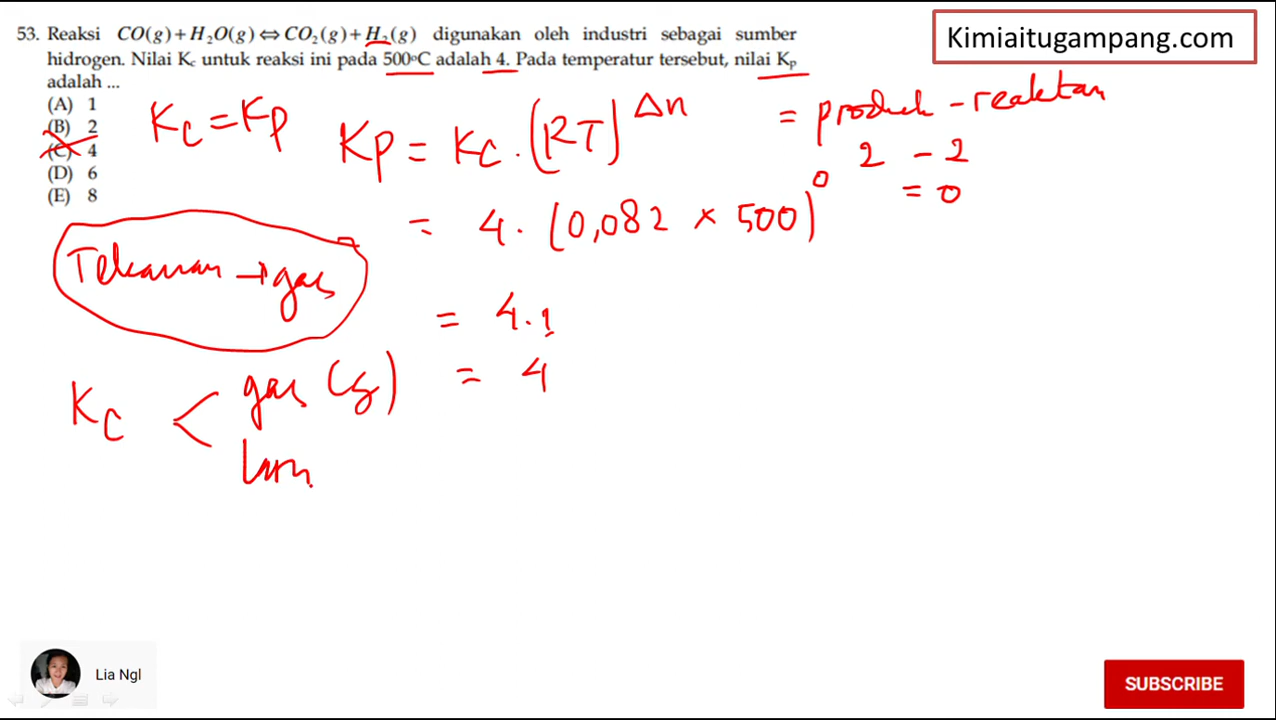 53. Reaksi CO(g)+H₂O(g)⇔CO₂(g)+H₂(g) digunakan oleh industri sebagai sumber
hidrogen. Nilai Kc untuk reaksi ini pada 500°C adalah 4. Pada temperatur tersebut, nilai Kp
adalah ...
(A) 1
(B) 2
(C) 4
(D) 6
(E) 8
Kimiaitugampang.com
Kc = Kp
Kp = Kc . (RT)^Δn
= produk - reaktan
2 - 2
= 0
= 4 . (0,082 × 500)^0
= 4.1
= 4
Tekanan → gas
Kc < gas (g)
laru
Lia Ngl
SUBSCRIBE